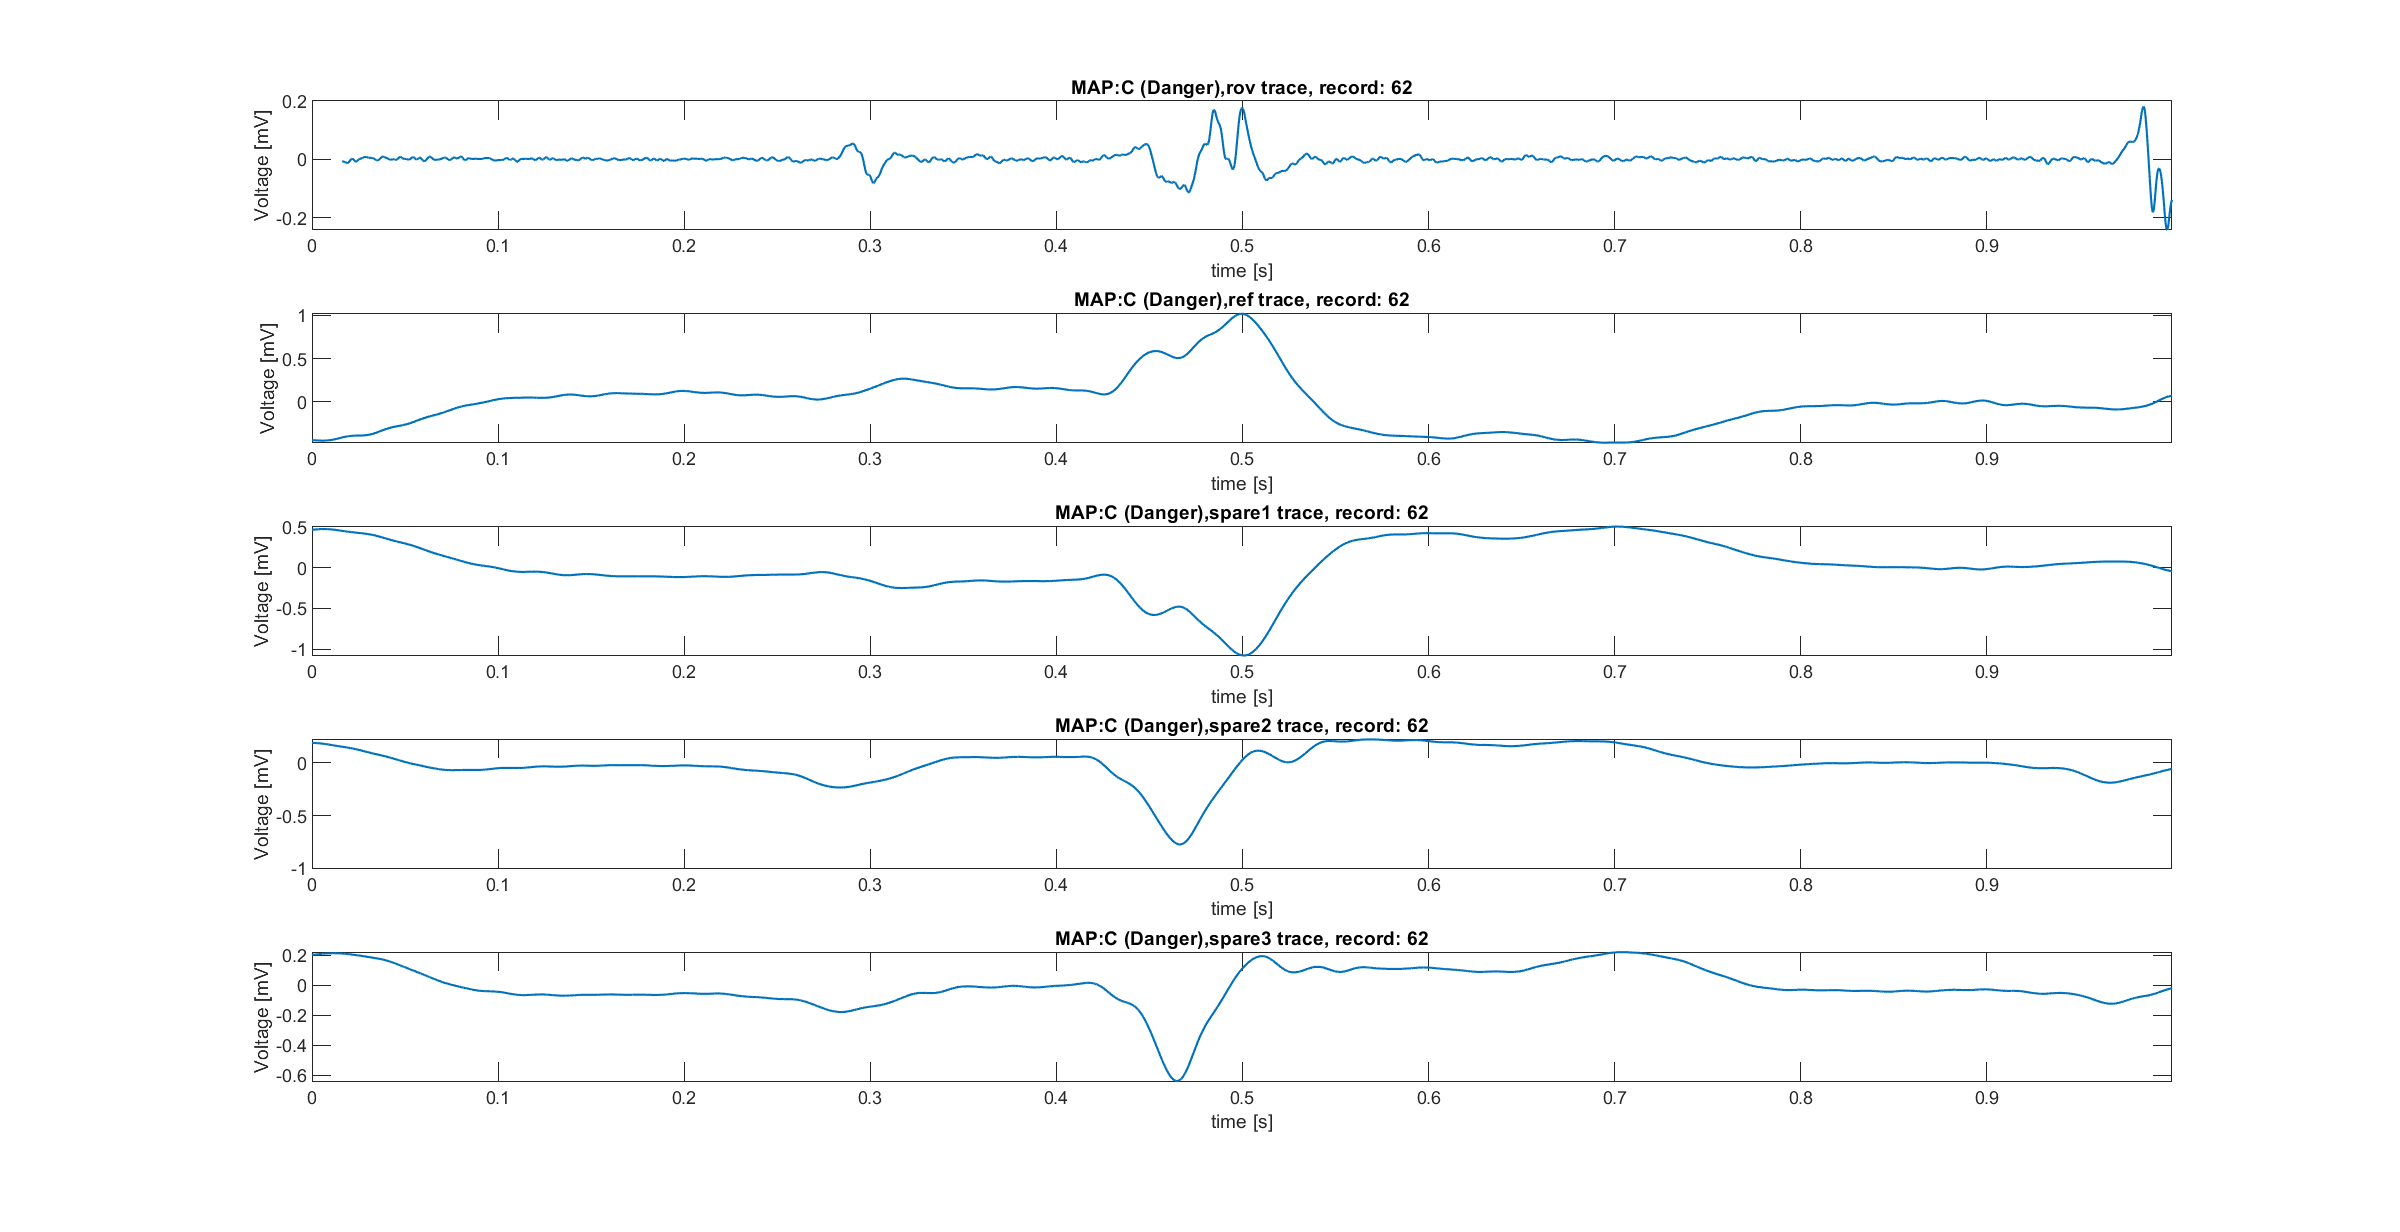 MAP:C (Danger),rov trace, record: 62
Voltage [mV]
0.2
0
-0.2
0 0.1 0.2 0.3 0.4 0.5 0.6 0.7 0.8 0.9
time [s]
MAP:C (Danger),ref trace, record: 62
Voltage [mV]
1
0.5
0
0 0.1 0.2 0.3 0.4 0.5 0.6 0.7 0.8 0.9
time [s]
MAP:C (Danger),spare1 trace, record: 62
Voltage [mV]
0.5
0
-0.5
-1
0 0.1 0.2 0.3 0.4 0.5 0.6 0.7 0.8 0.9
time [s]
MAP:C (Danger),spare2 trace, record: 62
Voltage [mV]
0
-0.5
-1
0 0.1 0.2 0.3 0.4 0.5 0.6 0.7 0.8 0.9
time [s]
MAP:C (Danger),spare3 trace, record: 62
Voltage [mV]
0.2
0
-0.2
-0.4
-0.6
0 0.1 0.2 0.3 0.4 0.5 0.6 0.7 0.8 0.9
time [s]